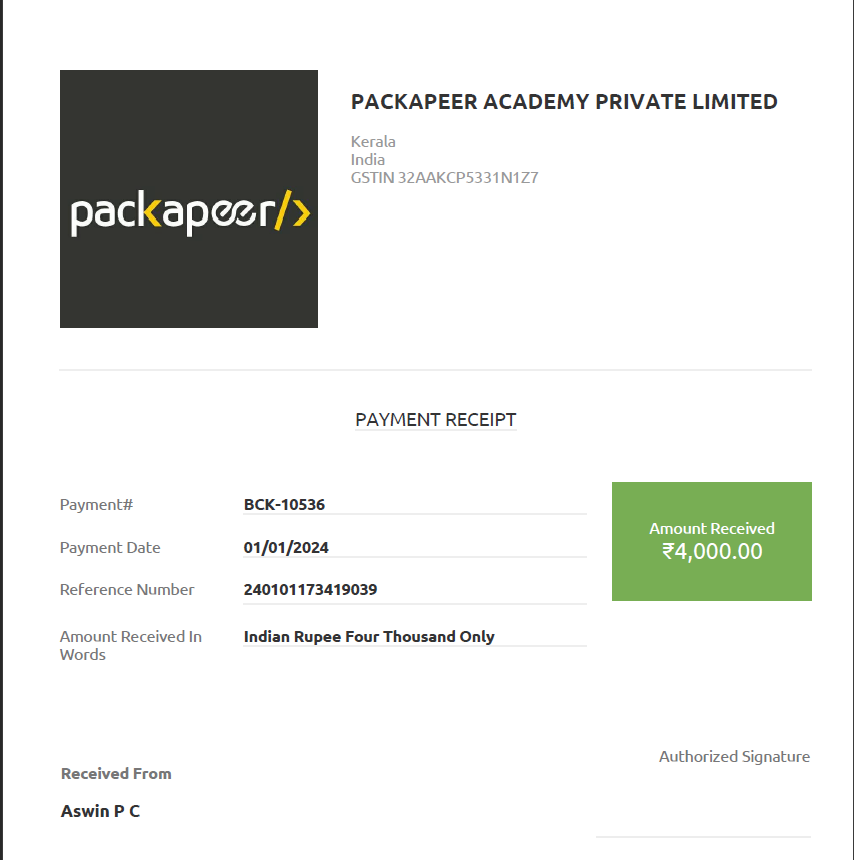 packapeer/>
PACKAPEER ACADEMY PRIVATE LIMITED
Kerala
India
GSTIN 32AAKCP5331N1Z7
PAYMENT RECEIPT
Payment# BCK-10536
Payment Date 01/01/2024
Reference Number 240101173419039
Amount Received In Words Indian Rupee Four Thousand Only
Amount Received
₹4,000.00
Authorized Signature
Received From
Aswin P C